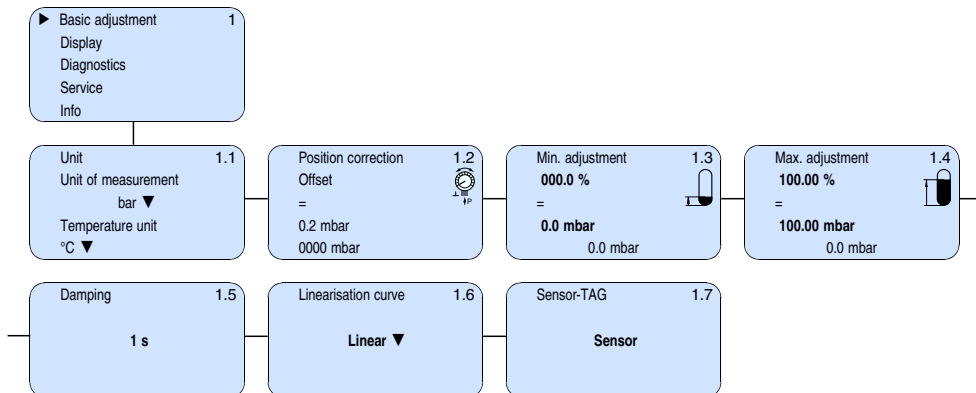 ▶ Basic adjustment 1
Display
Diagnostics
Service
Info
Unit 1.1
Unit of measurement
bar ▼
Temperature unit
°C ▼
Position correction 1.2
Offset
=
0.2 mbar
0000 mbar
P
Min. adjustment 1.3
000.0 %
=
0.0 mbar
0.0 mbar
Max. adjustment 1.4
100.00 %
=
100.00 mbar
0.0 mbar
Damping 1.5
1 s
Linearisation curve 1.6
Linear ▼
Sensor-TAG 1.7
Sensor